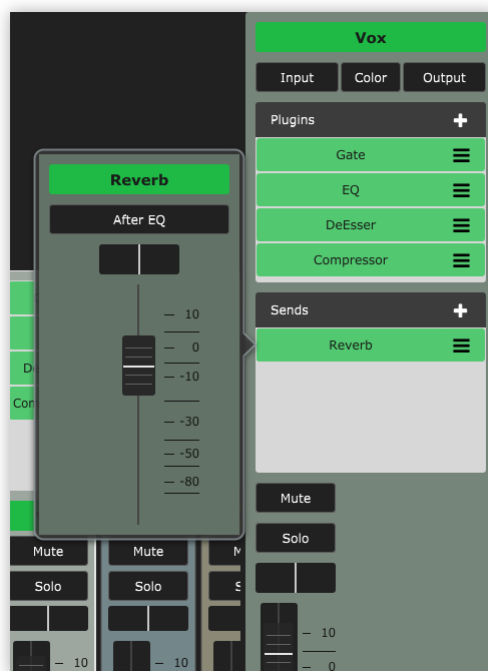 Vox
Input Color Output
Plugins
Gate
EQ
DeEsser
Compressor
Sends
Reverb
Mute
Solo
10
0
Reverb
After EQ
10
0
-10
-30
-50
-80
Mute Mute
Solo Solo
10 10